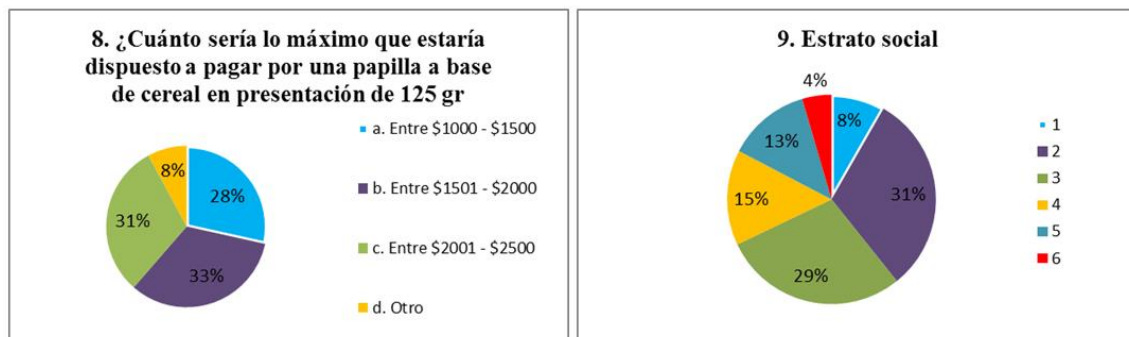 8. ¿Cuánto sería lo máximo que estaría
dispuesto a pagar por una papilla a base
de cereal en presentación de 125 gr
8%
28%
31%
33%
a. Entre $1000 - $1500
b. Entre $1501 - $2000
c. Entre $2001 - $2500
d. Otro
9. Estrato social
4%
8%
13%
31%
15%
29%
1
2
3
4
5
6